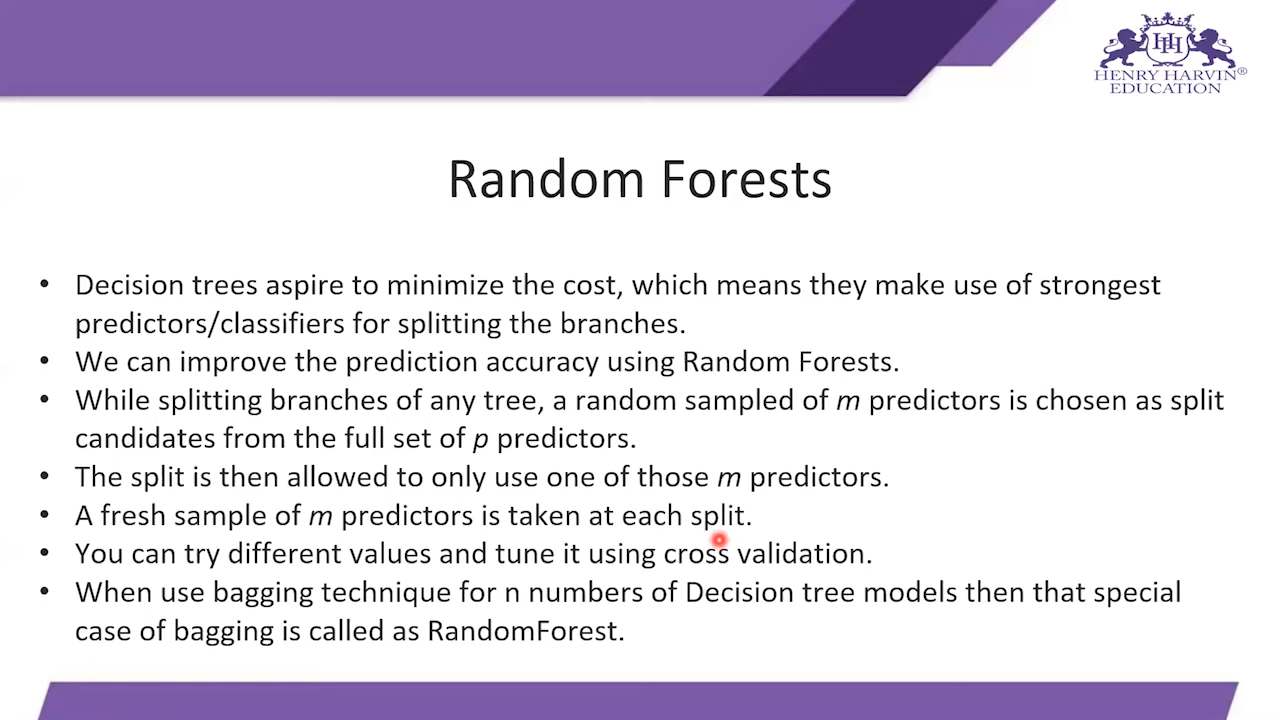 HENRY HARVIN®
EDUCATION
Random Forests
• Decision trees aspire to minimize the cost, which means they make use of strongest
predictors/classifiers for splitting the branches.
• We can improve the prediction accuracy using Random Forests.
• While splitting branches of any tree, a random sampled of m predictors is chosen as split
candidates from the full set of p predictors.
• The split is then allowed to only use one of those m predictors.
• A fresh sample of m predictors is taken at each split.
• You can try different values and tune it using cross validation.
• When use bagging technique for n numbers of Decision tree models then that special
case of bagging is called as RandomForest.